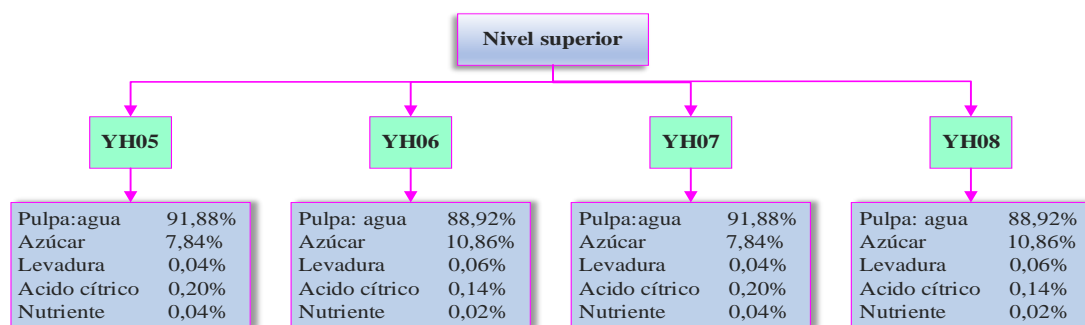 Nivel superior
YH05
YH06
YH07
YH08
Pulpa:agua 91,88%
Azúcar 7,84%
Levadura 0,04%
Acido cítrico 0,20%
Nutriente 0,04%
Pulpa: agua 88,92%
Azúcar 10,86%
Levadura 0,06%
Acido cítrico 0,14%
Nutriente 0,02%
Pulpa:agua 91,88%
Azúcar 7,84%
Levadura 0,04%
Acido cítrico 0,20%
Nutriente 0,04%
Pulpa: agua 88,92%
Azúcar 10,86%
Levadura 0,06%
Acido cítrico 0,14%
Nutriente 0,02%